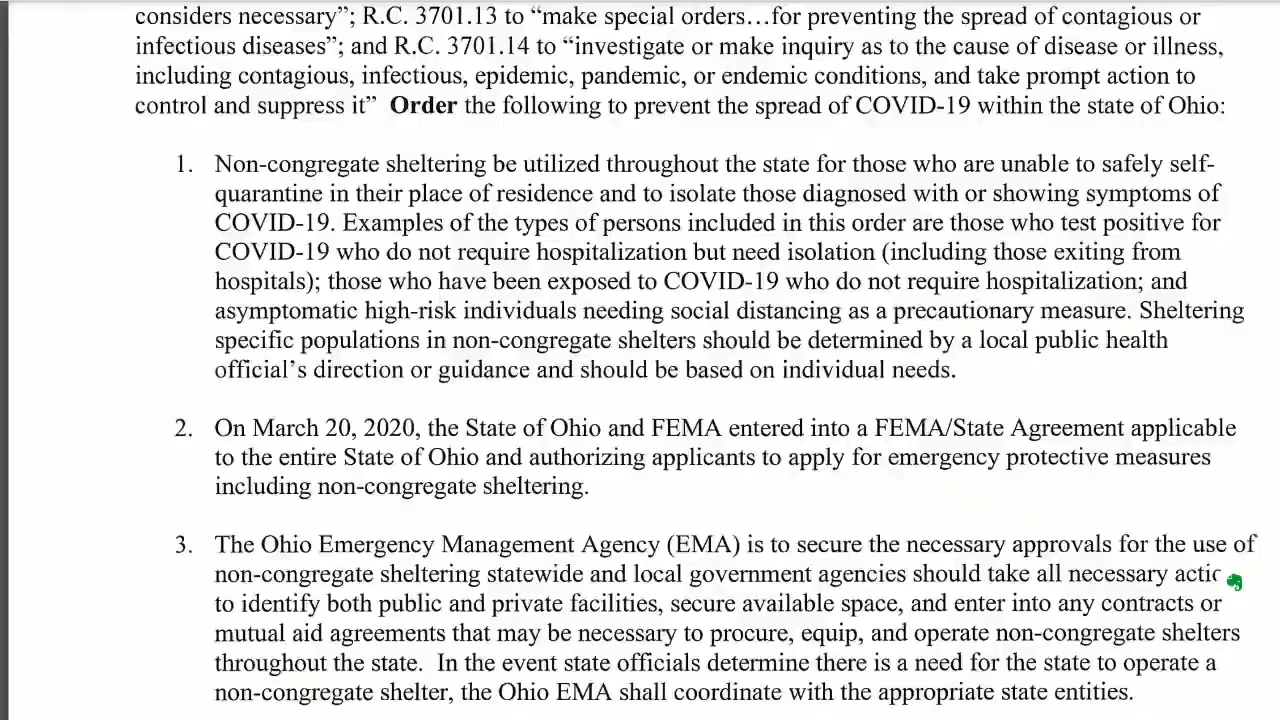 considers necessary”; R.C. 3701.13 to “make special orders…for preventing the spread of contagious or
infectious diseases”; and R.C. 3701.14 to “investigate or make inquiry as to the cause of disease or illness,
including contagious, infectious, epidemic, pandemic, or endemic conditions, and take prompt action to
control and suppress it” Order the following to prevent the spread of COVID-19 within the state of Ohio:
1. Non-congregate sheltering be utilized throughout the state for those who are unable to safely self-
quarantine in their place of residence and to isolate those diagnosed with or showing symptoms of
COVID-19. Examples of the types of persons included in this order are those who test positive for
COVID-19 who do not require hospitalization but need isolation (including those exiting from
hospitals); those who have been exposed to COVID-19 who do not require hospitalization; and
asymptomatic high-risk individuals needing social distancing as a precautionary measure. Sheltering
specific populations in non-congregate shelters should be determined by a local public health
official’s direction or guidance and should be based on individual needs.
2. On March 20, 2020, the State of Ohio and FEMA entered into a FEMA/State Agreement applicable
to the entire State of Ohio and authorizing applicants to apply for emergency protective measures
including non-congregate sheltering.
3. The Ohio Emergency Management Agency (EMA) is to secure the necessary approvals for the use of
non-congregate sheltering statewide and local government agencies should take all necessary
to identify both public and private facilities, secure available space, and enter into any contracts or
mutual aid agreements that may be necessary to procure, equip, and operate non-congregate shelters
throughout the state. In the event state officials determine there is a need for the state to operate a
non-congregate shelter, the Ohio EMA shall coordinate with the appropriate state entities.